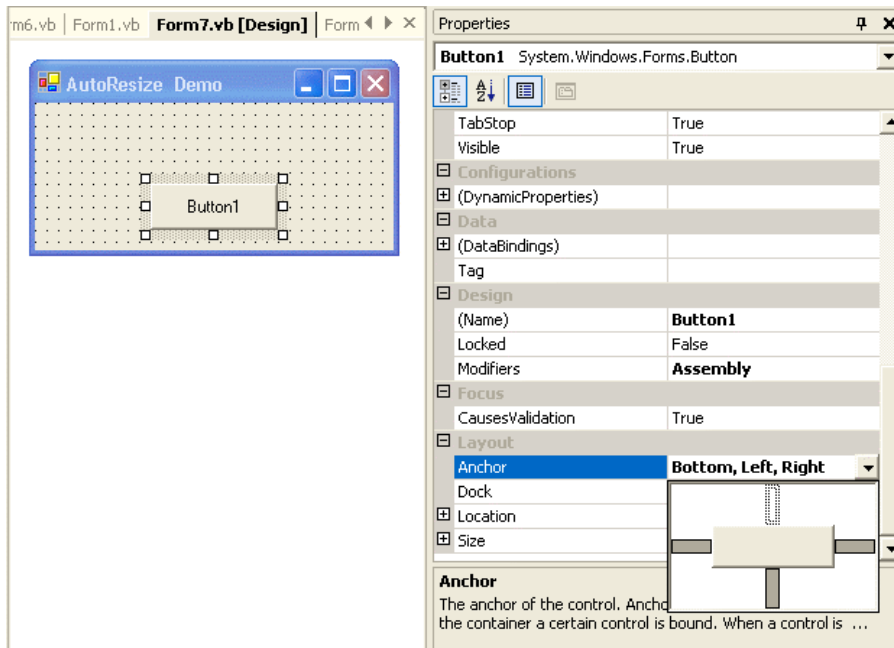 rm6.vb Form1.vb Form7.vb [Design] Form
AutoResize Demo
Button1
Properties
Button1 System.Windows.Forms.Button
TabStop True
Visible True
Configurations
(DynamicProperties)
Data
(DataBindings)
Tag
Design
(Name) Button1
Locked False
Modifiers Assembly
Focus
CausesValidation True
Layout
Anchor Bottom, Left, Right
Dock
Location
Size
Anchor
The anchor of the control. Ancho
the container a certain control is bound. When a control is ...